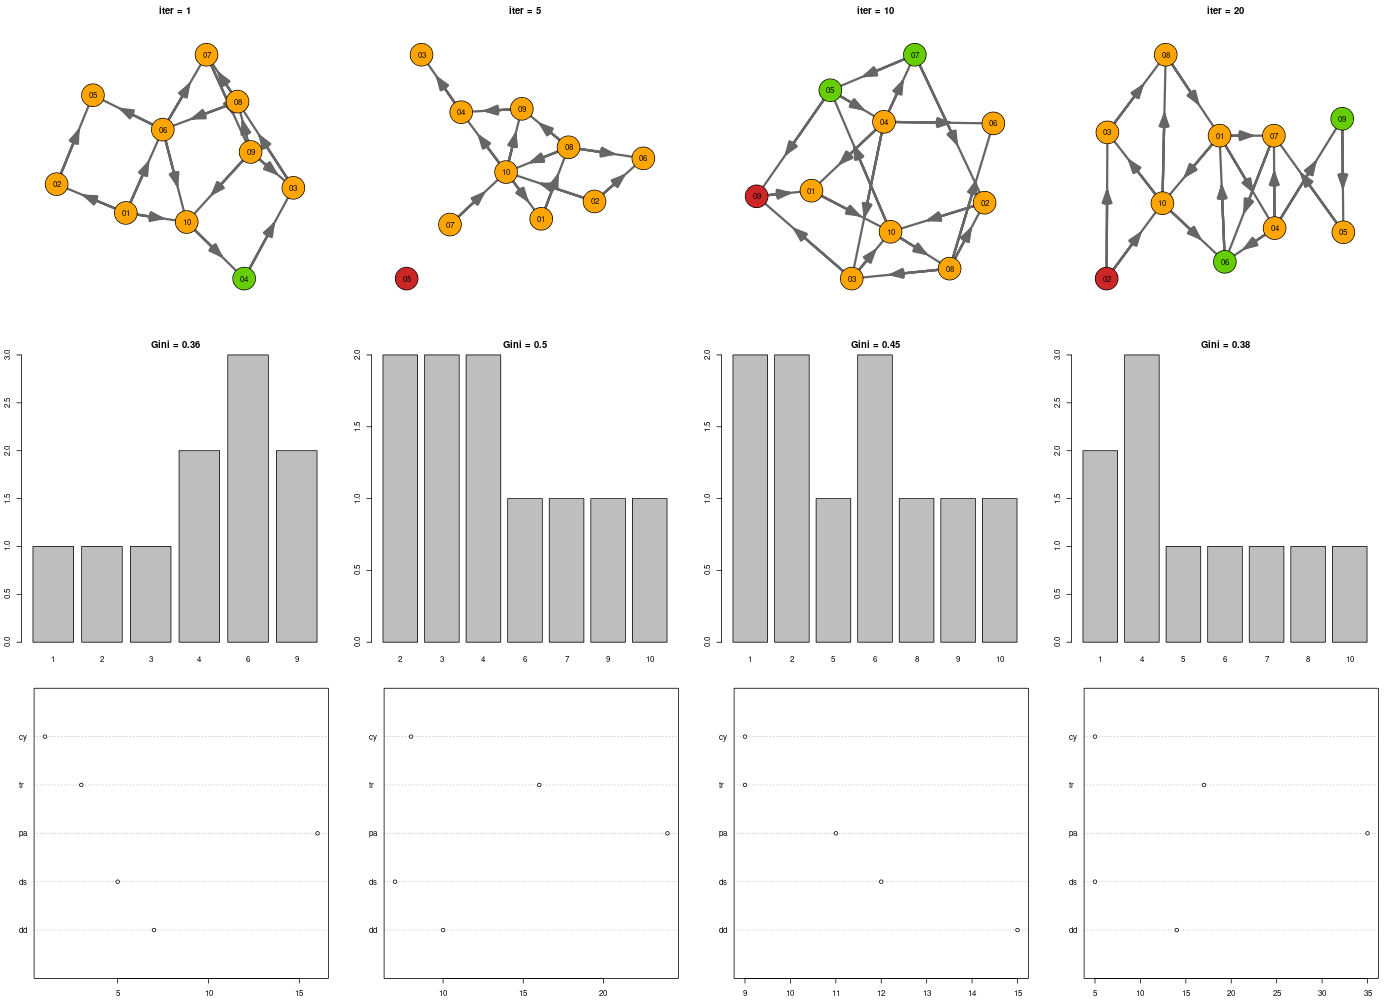 iter = 1
iter = 5
iter = 10
iter = 20
07
05
08
06
09
02
03
01
10
04
03
04
09
08
06
10
02
07
01
05
07
05
04
06
01
09
02
10
08
03
08
09
03
01
07
10
04
05
06
02
Gini = 0.36
Gini = 0.5
Gini = 0.45
Gini = 0.38
3.0
2.5
2.0
1.5
1.0
0.5
0.0
1 2 3 4 6 9
2.0
1.5
1.0
0.5
0.0
2 3 4 6 7 9 10
2.0
1.5
1.0
0.5
0.0
1 2 5 6 8 9 10
3.0
2.5
2.0
1.5
1.0
0.5
0.0
1 4 5 6 7 8 10
cy
tr
pa
ds
dd
5 10 15
cy
tr
pa
ds
dd
10 15 20
cy
tr
pa
ds
dd
9 10 11 12 13 14 15
cy
tr
pa
ds
dd
5 10 15 20 25 30 35